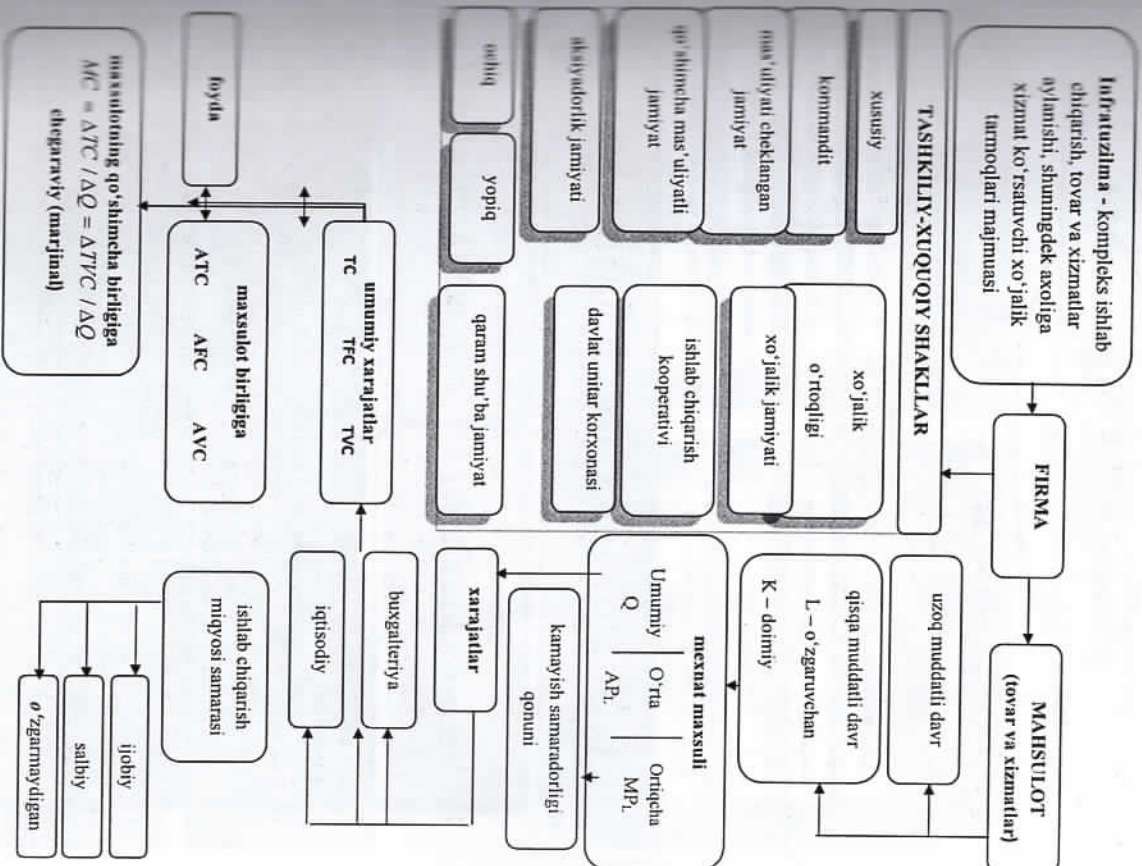 Infratuzilma - kompleks ishlab
chiqarish, tovar va xizmatlar
aylanishi, shuningdek axoliga
xizmat ko‘rsatuvchi xo‘jalik
tarmoqlari majmuasi
FIRMA
MAHSULOT
(tovar va xizmatlar)
TASHKILIY-XUQUQIY SHAKLLAR
xususiy
kommandit
mas’uliyati cheklangan
jamiyat
qo’shimcha mas’uliyatli
jamiyat
aksiyadorlik jamiyati
ochiq
yopiq
xo‘jalik
o‘rtoqligi
xo‘jalik jamiyati
ishlab chiqarish
kooperativi
davlat unitar korxonasi
qaram shu’ba jamiyat
uzoq muddatli davr
qisqa muddatli davr
L – o’zgaruvchan
K – doimiy
mexnat maxsuli
Umumiy O’rta Ortiqcha
Q APL MPL
kamayish samaradorligi
qonuni
xarajatlar
buxgalteriya
iqtisodiy
umumiy xarajatlar
TC TFC TVC
foyda
maxsulot birligiga
ATC AFC AVC
maxsulotning qo’shimcha birligiga
MC = ΔTC / ΔQ = ΔTVC / ΔQ
chegaraviy (marjinal)
ishlab chiqarish
miqyosi samarasi
ijobiy
salbiy
o‘zgarmaydigan